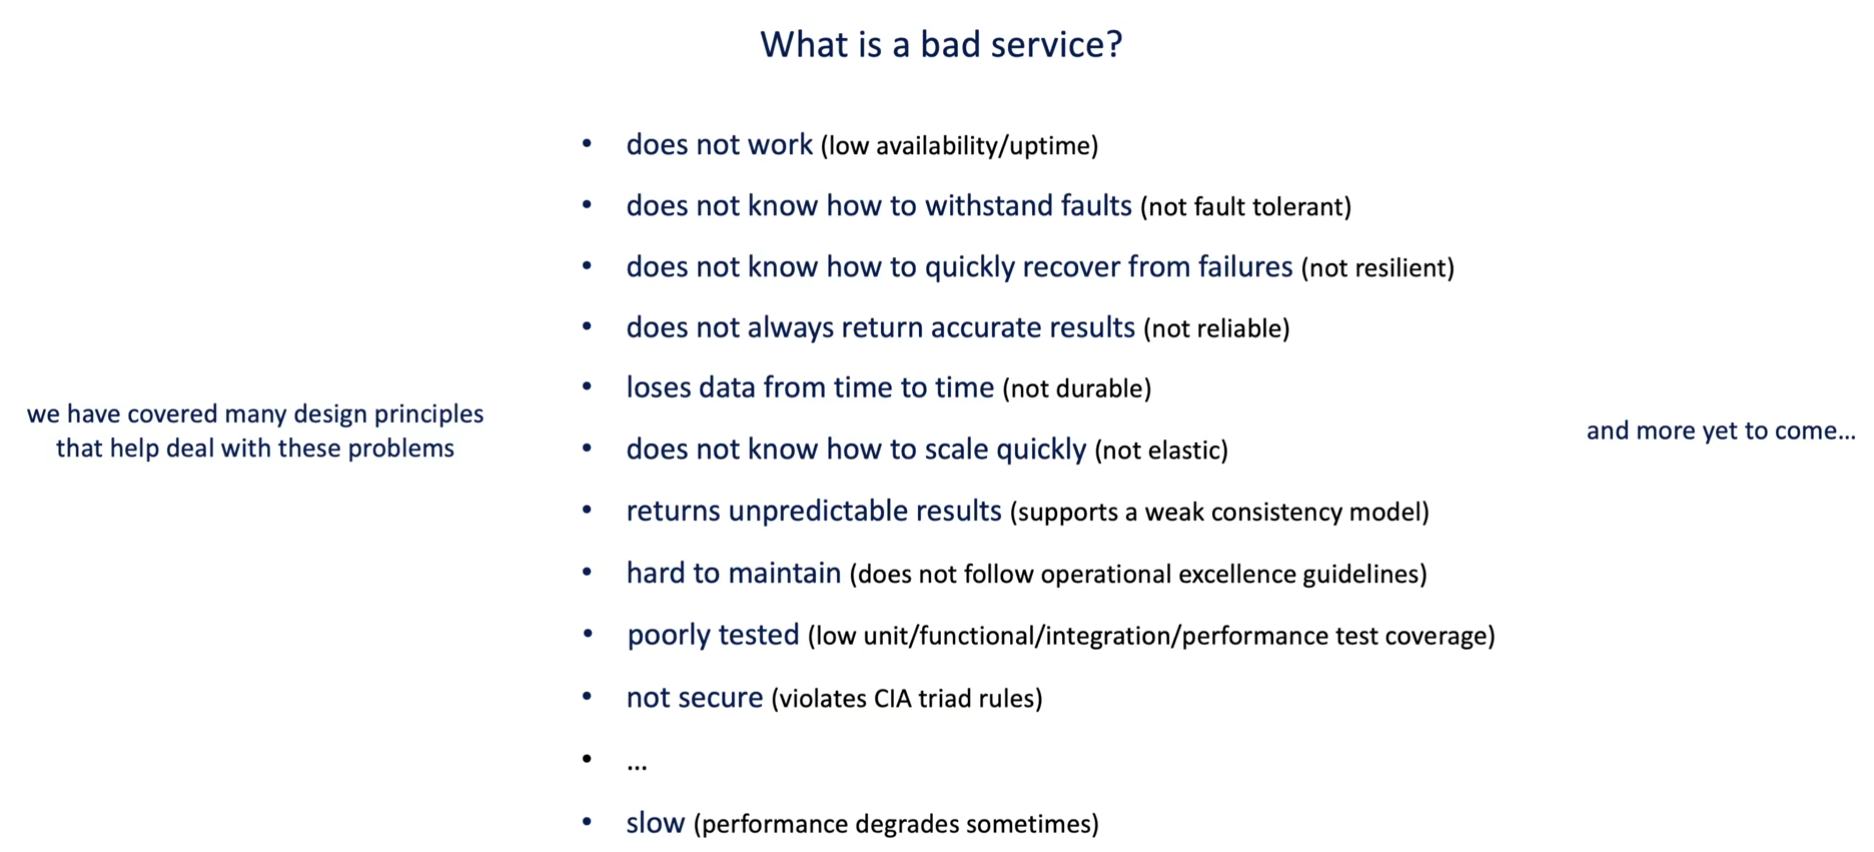 What is a bad service?
• does not work (low availability/uptime)
• does not know how to withstand faults (not fault tolerant)
• does not know how to quickly recover from failures (not resilient)
• does not always return accurate results (not reliable)
• loses data from time to time (not durable)
we have covered many design principles
that help deal with these problems
• does not know how to scale quickly (not elastic)
and more yet to come...
• returns unpredictable results (supports a weak consistency model)
• hard to maintain (does not follow operational excellence guidelines)
• poorly tested (low unit/functional/integration/performance test coverage)
• not secure (violates CIA triad rules)
• ...
• slow (performance degrades sometimes)